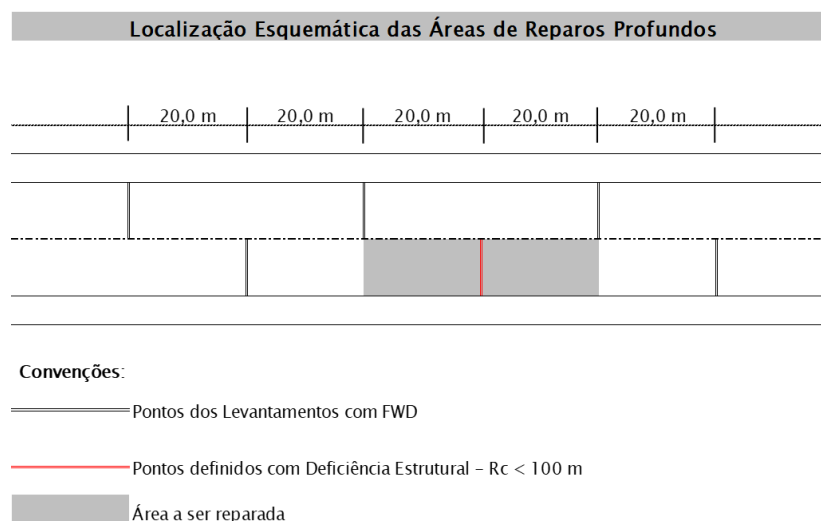 Localização Esquemática das Áreas de Reparos Profundos
20,0 m 20,0 m 20,0 m 20,0 m 20,0 m
Convenções:
Pontos dos Levantamentos com FWD
Pontos definidos com Deficiência Estrutural – Rc < 100 m
Área a ser reparada